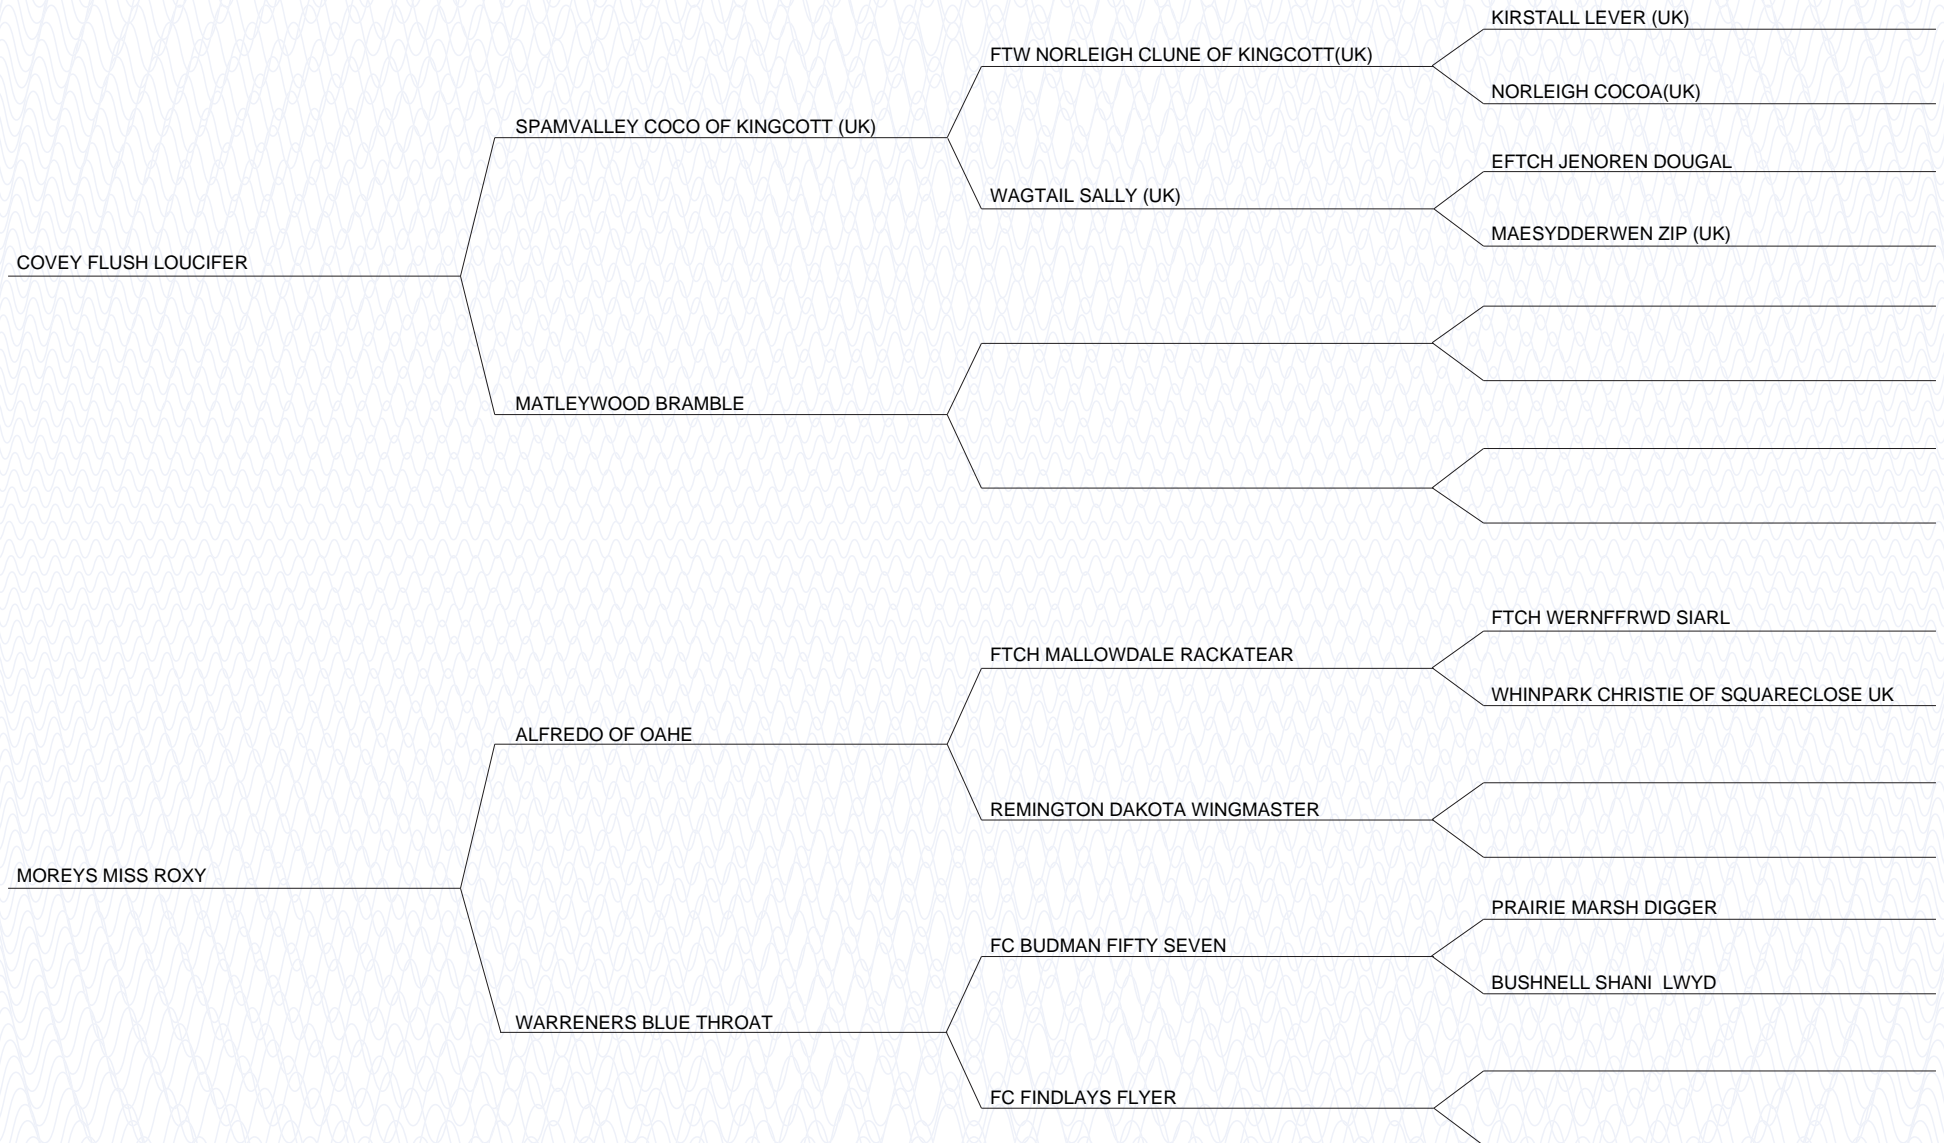 KIRSTALL LEVER (UK)
FTW NORLEIGH CLUNE OF KINGCOTT(UK)
NORLEIGH COCOA(UK)
SPAMVALLEY COCO OF KINGCOTT (UK)
EFTCH JENOREN DOUGAL
WAGTAIL SALLY (UK)
MAESYDDERWEN ZIP (UK)
COVEY FLUSH LOUCIFER
MATLEYWOOD BRAMBLE
FTCH WERNFFRWD SIARL
FTCH MALLOWDALE RACKATEAR
WHINPARK CHRISTIE OF SQUARECLOSE UK
ALFREDO OF OAHE
REMINGTON DAKOTA WINGMASTER
MOREYS MISS ROXY
PRAIRIE MARSH DIGGER
FC BUDMAN FIFTY SEVEN
BUSHNELL SHANI  LWYD
WARRENERS BLUE THROAT
FC FINDLAYS FLYER